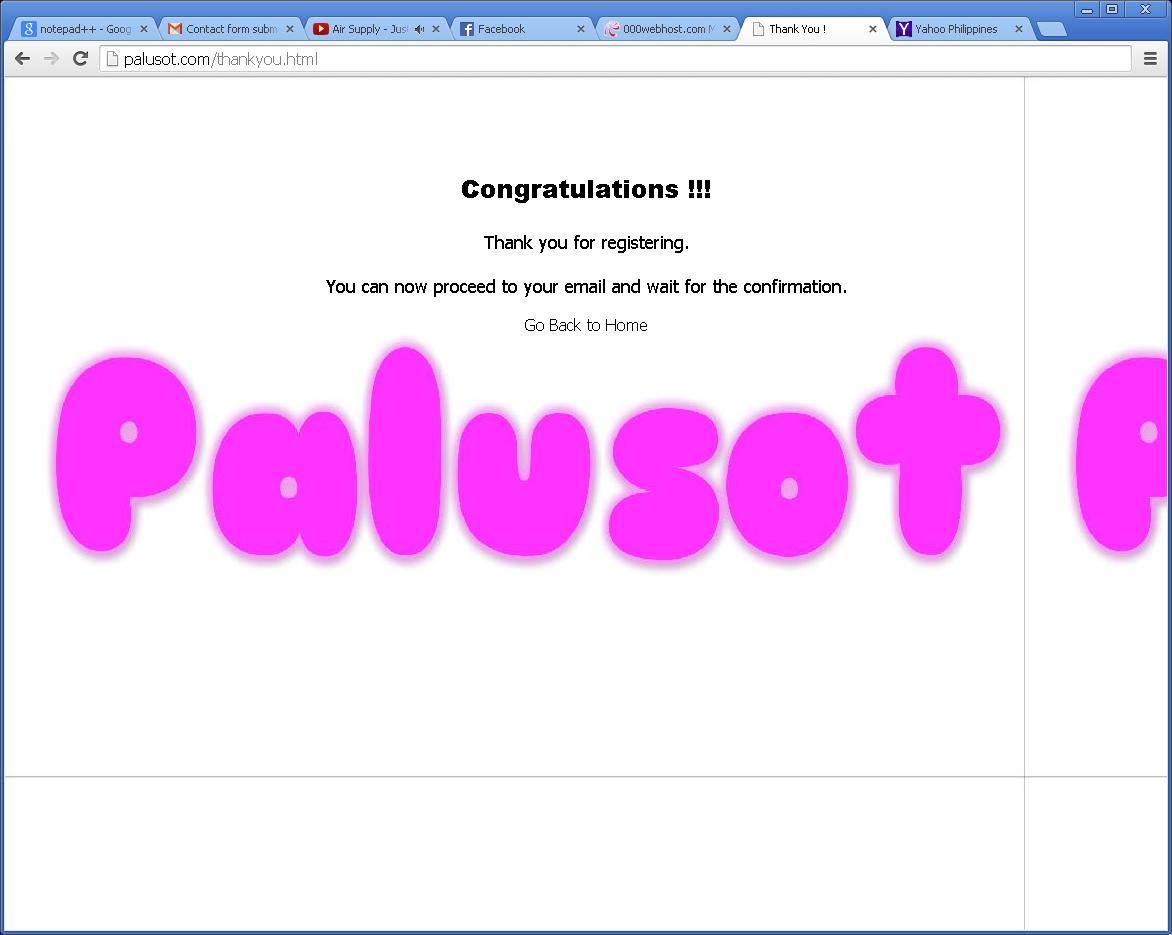 notepad++ - Goog
Contact form subm
Air Supply - Jus
Facebook
000webhost.com
Thank You !
Yahoo Philippines
palusot.com/thankyou.html
Congratulations !!!
Thank you for registering.
You can now proceed to your email and wait for the confirmation.
Go Back to Home
Palusot P